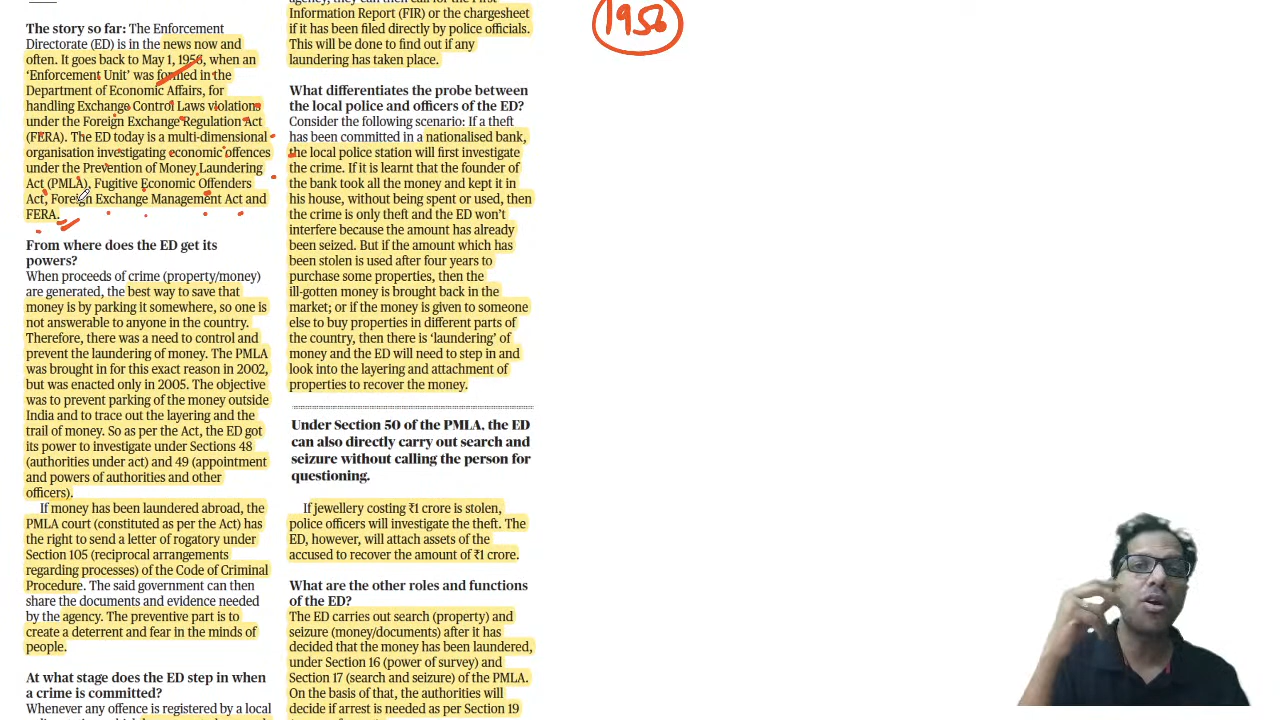 The story so far: The Enforcement
Directorate (ED) is in the news now and
often. It goes back to May 1, 1956, when an
‘Enforcement Unit’ was formed in the
Department of Economic Affairs, for
handling Exchange Control Laws violations
under the Foreign Exchange Regulation Act
(FERA). The ED today is a multi-dimensional
organisation investigating economic offences
under the Prevention of Money Laundering
Act (PMLA), Fugitive Economic Offenders
Act, Foreign Exchange Management Act and
FERA.
From where does the ED get its
powers?
When proceeds of crime (property/money)
are generated, the best way to save that
money is by parking it somewhere, so one is
not answerable to anyone in the country.
Therefore, there was a need to control and
prevent the laundering of money. The PMLA
was brought in for this exact reason in 2002,
but was enacted only in 2005. The objective
was to prevent parking of the money outside
India and to trace out the layering and the
trail of money. So as per the Act, the ED got
its power to investigate under Sections 48
(authorities under act) and 49 (appointment
and powers of authorities and other
officers).
If money has been laundered abroad, the
PMLA court (constituted as per the Act) has
the right to send a letter of rogatory under
Section 105 (reciprocal arrangements
regarding processes) of the Code of Criminal
Procedure. The said government can then
share the documents and evidence needed
by the agency. The preventive part is to
create a deterrent and fear in the minds of
people.
At what stage does the ED step in when
a crime is committed?
Whenever any offence is registered by a local
agency, they can then call for the First
Information Report (FIR) or the chargesheet
if it has been filed directly by police officials.
This will be done to find out if any
laundering has taken place.
What differentiates the probe between
the local police and officers of the ED?
Consider the following scenario: If a theft
has been committed in a nationalised bank,
the local police station will first investigate
the crime. If it is learnt that the founder of
the bank took all the money and kept it in
his house, without being spent or used, then
the crime is only theft and the ED won’t
interfere because the amount has already
been seized. But if the amount which has
been stolen is used after four years to
purchase some properties, then the
ill-gotten money is brought back in the
market; or if the money is given to someone
else to buy properties in different parts of
the country, then there is ‘laundering’ of
money and the ED will need to step in and
look into the layering and attachment of
properties to recover the money.
Under Section 50 of the PMLA, the ED
can also directly carry out search and
seizure without calling the person for
questioning.
If jewellery costing ₹1 crore is stolen,
police officers will investigate the theft. The
ED, however, will attach assets of the
accused to recover the amount of ₹1 crore.
What are the other roles and functions
of the ED?
The ED carries out search (property) and
seizure (money/documents) after it has
decided that the money has been laundered,
under Section 16 (power of survey) and
Section 17 (search and seizure) of the PMLA.
On the basis of that, the authorities will
decide if arrest is needed as per Section 19
1956